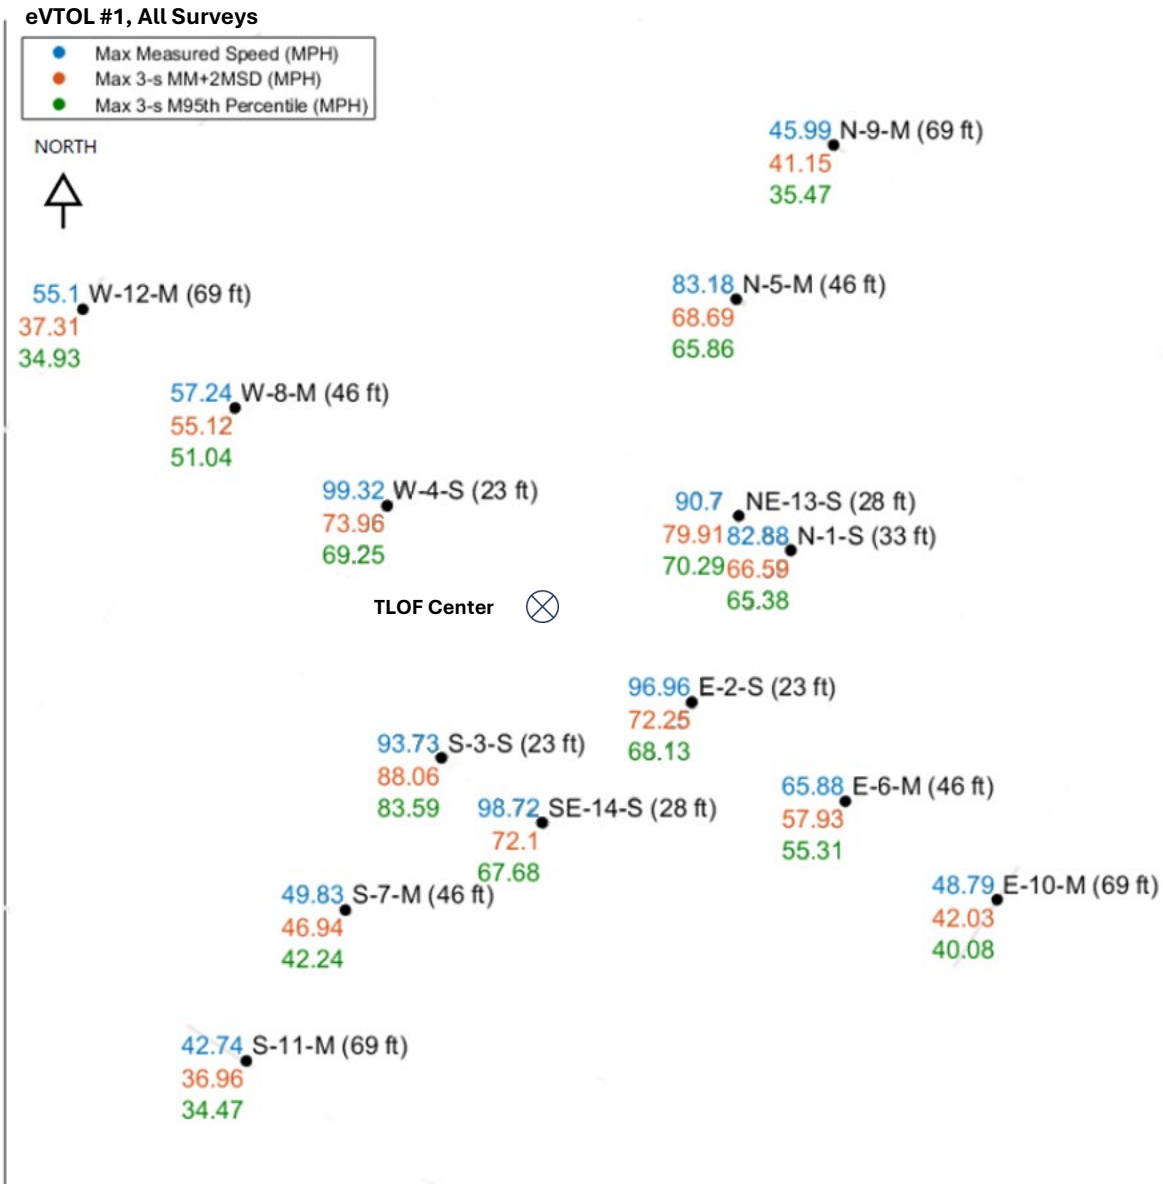 eVTOL #1, All Surveys
Max Measured Speed (MPH)
Max 3-s MM+2MSD (MPH)
Max 3-s M95th Percentile (MPH)
NORTH
45.99 N-9-M (69 ft)
41.15
35.47
83.18 N-5-M (46 ft)
68.69
65.86
55.1 W-12-M (69 ft)
37.31
34.93
57.24 W-8-M (46 ft)
55.12
51.04
99.32 W-4-S (23 ft)
73.96
69.25
90.7 NE-13-S (28 ft)
79.91 82.88 N-1-S (33 ft)
70.29 66.59
65.38
TLOF Center
96.96 E-2-S (23 ft)
72.25
68.13
93.73 S-3-S (23 ft)
88.06
83.59
98.72 SE-14-S (28 ft)
72.1
67.68
65.88 E-6-M (46 ft)
57.93
55.31
49.83 S-7-M (46 ft)
46.94
42.24
48.79 E-10-M (69 ft)
42.03
40.08
42.74 S-11-M (69 ft)
36.96
34.47